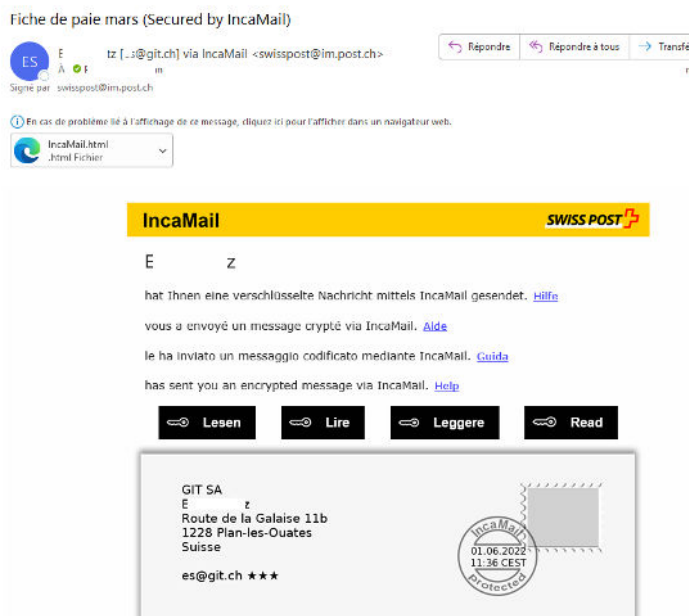 Fiche de paie mars (Secured by IncaMail)
ES
E tz [ @git.ch] via IncaMail <swisspost@im.post.ch>
À
Répondre
Répondre à tous
Transfé
Signé par swisspost@im.post.ch
En cas de problème lié à l'affichage de ce message, cliquez ici pour l'afficher dans un navigateur web.
IncaMail.html
.html Fichier
IncaMail
SWISS POST
E z
hat Ihnen eine verschlüsselte Nachricht mittels IncaMail gesendet. Hilfe
vous a envoyé un message crypté via IncaMail. Aide
le ha inviato un messaggio codificato mediante IncaMail. Guida
has sent you an encrypted message via IncaMail. Help
Lesen
Lire
Leggere
Read
GIT SA
E z
Route de la Galaise 11b
1228 Plan-les-Ouates
Suisse
es@git.ch ★★★
IncaMail
01.06.2022
11:36 CEST
Protected